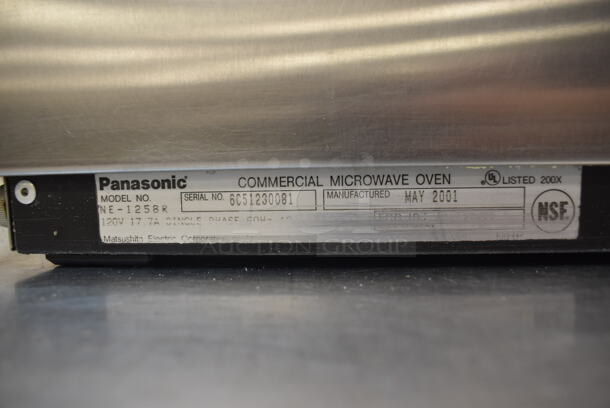 Panasonic COMMERCIAL MICROWAVE OVEN UL LISTED 200X
MODEL NO. SERIAL NO. 6C51230081 MANUFACTURED MAY 2001
NE-1258R
120V 17.7A SINGLE PHASE 60Hz
Matsushita Electric Corporation
NSF
AUCTION GROUP